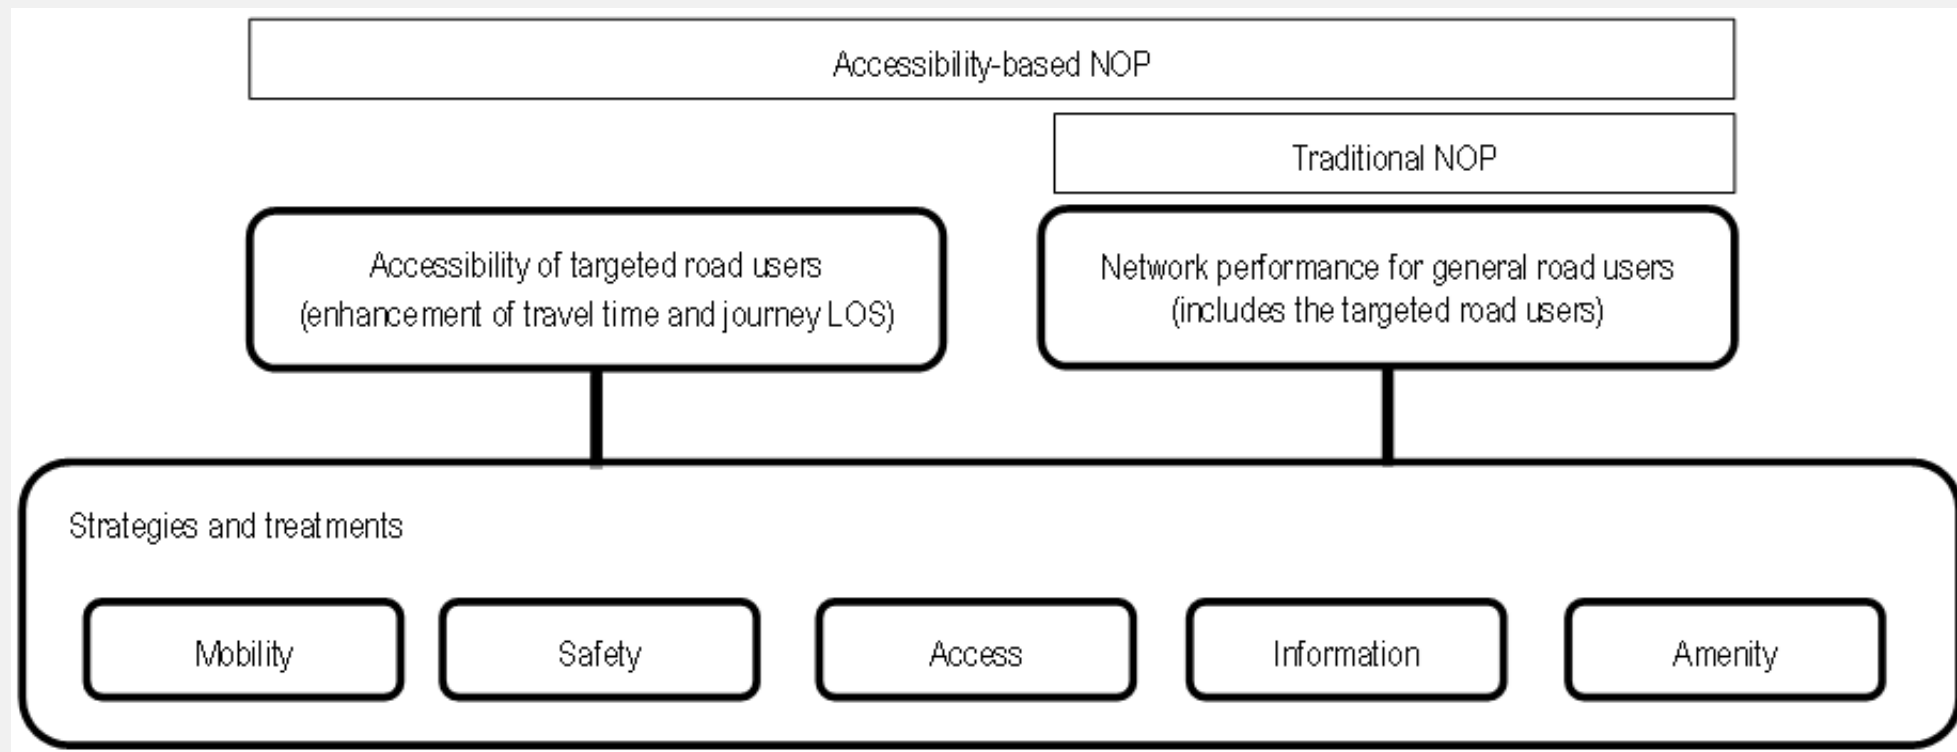 Accessibility-based NOP
Traditional NOP
Accessibility of targeted road users
(enhancement of travel time and journey LOS)
Network performance for general road users
(includes the targeted road users)
Strategies and treatments
Mobility
Safety
Access
Information
Amenity